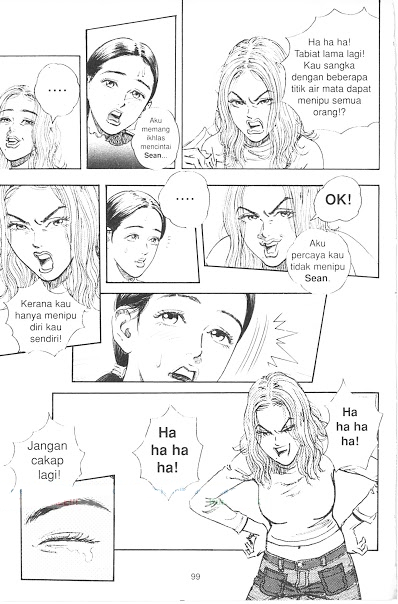 Ha ha ha!
Tabiat lama lagi!
Kau sangka
dengan beberapa
titik air mata dapat
menipu semua
orang!?
Aku
memang
ikhlas
mencintai
Sean...
....
OK!
Aku
percaya kau
tidak menipu
Sean.
....
Kerana kau
hanya menipu
diri kau
sendiri!
Ha
ha ha
ha!
Ha
ha ha
ha!
Jangan
cakap
lagi!
99